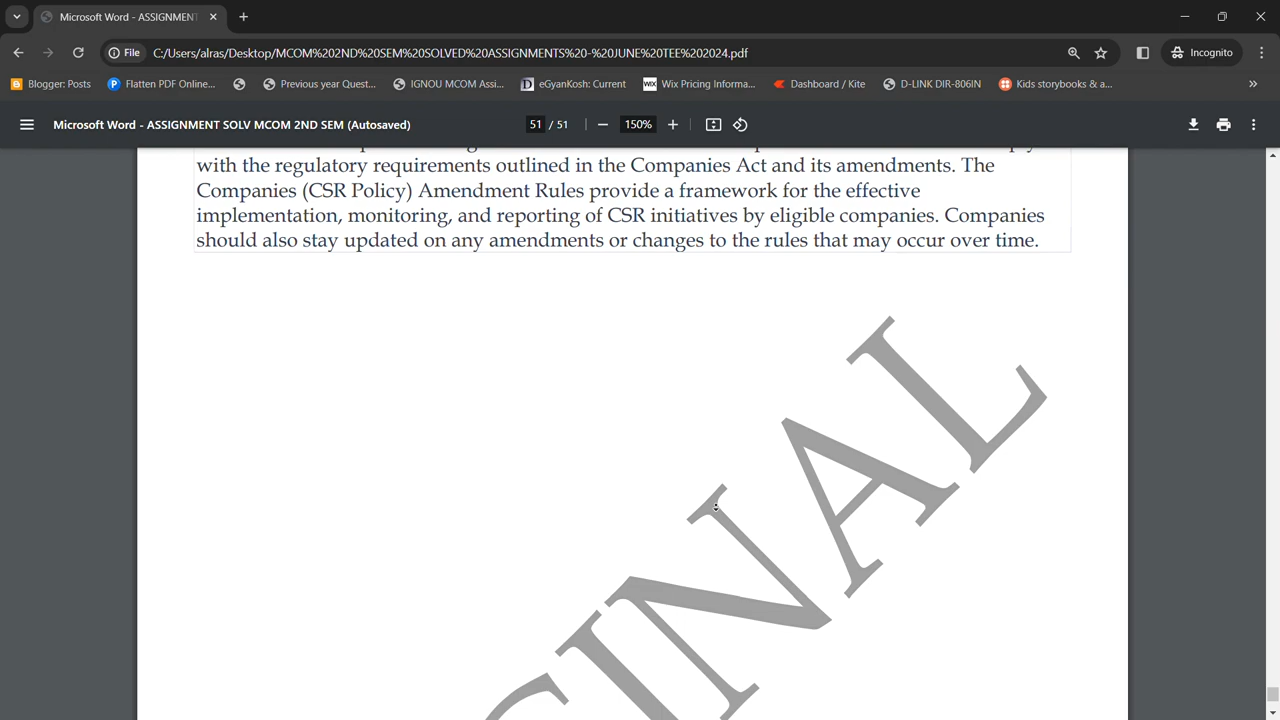 Microsoft Word - ASSIGNMENT
File
C:/Users/alras/Desktop/MCOM%202ND%20SEM%20SOLVED%20ASSIGNMENTS%20-%20JUNE%20TEE%202024.pdf
Incognito
Blogger: Posts
Flatten PDF Online...
Previous year Quest...
IGNOU MCOM Assi...
eGyanKosh: Current
WIX
Wix Pricing Informa...
Dashboard / Kite
D-LINK DIR-806IN
Kids storybooks & a...
Microsoft Word - ASSIGNMENT SOLV MCOM 2ND SEM (Autosaved)
51 / 51
150%
with the regulatory requirements outlined in the Companies Act and its amendments. The
Companies (CSR Policy) Amendment Rules provide a framework for the effective
implementation, monitoring, and reporting of CSR initiatives by eligible companies. Companies
should also stay updated on any amendments or changes to the rules that may occur over time.
GINAL